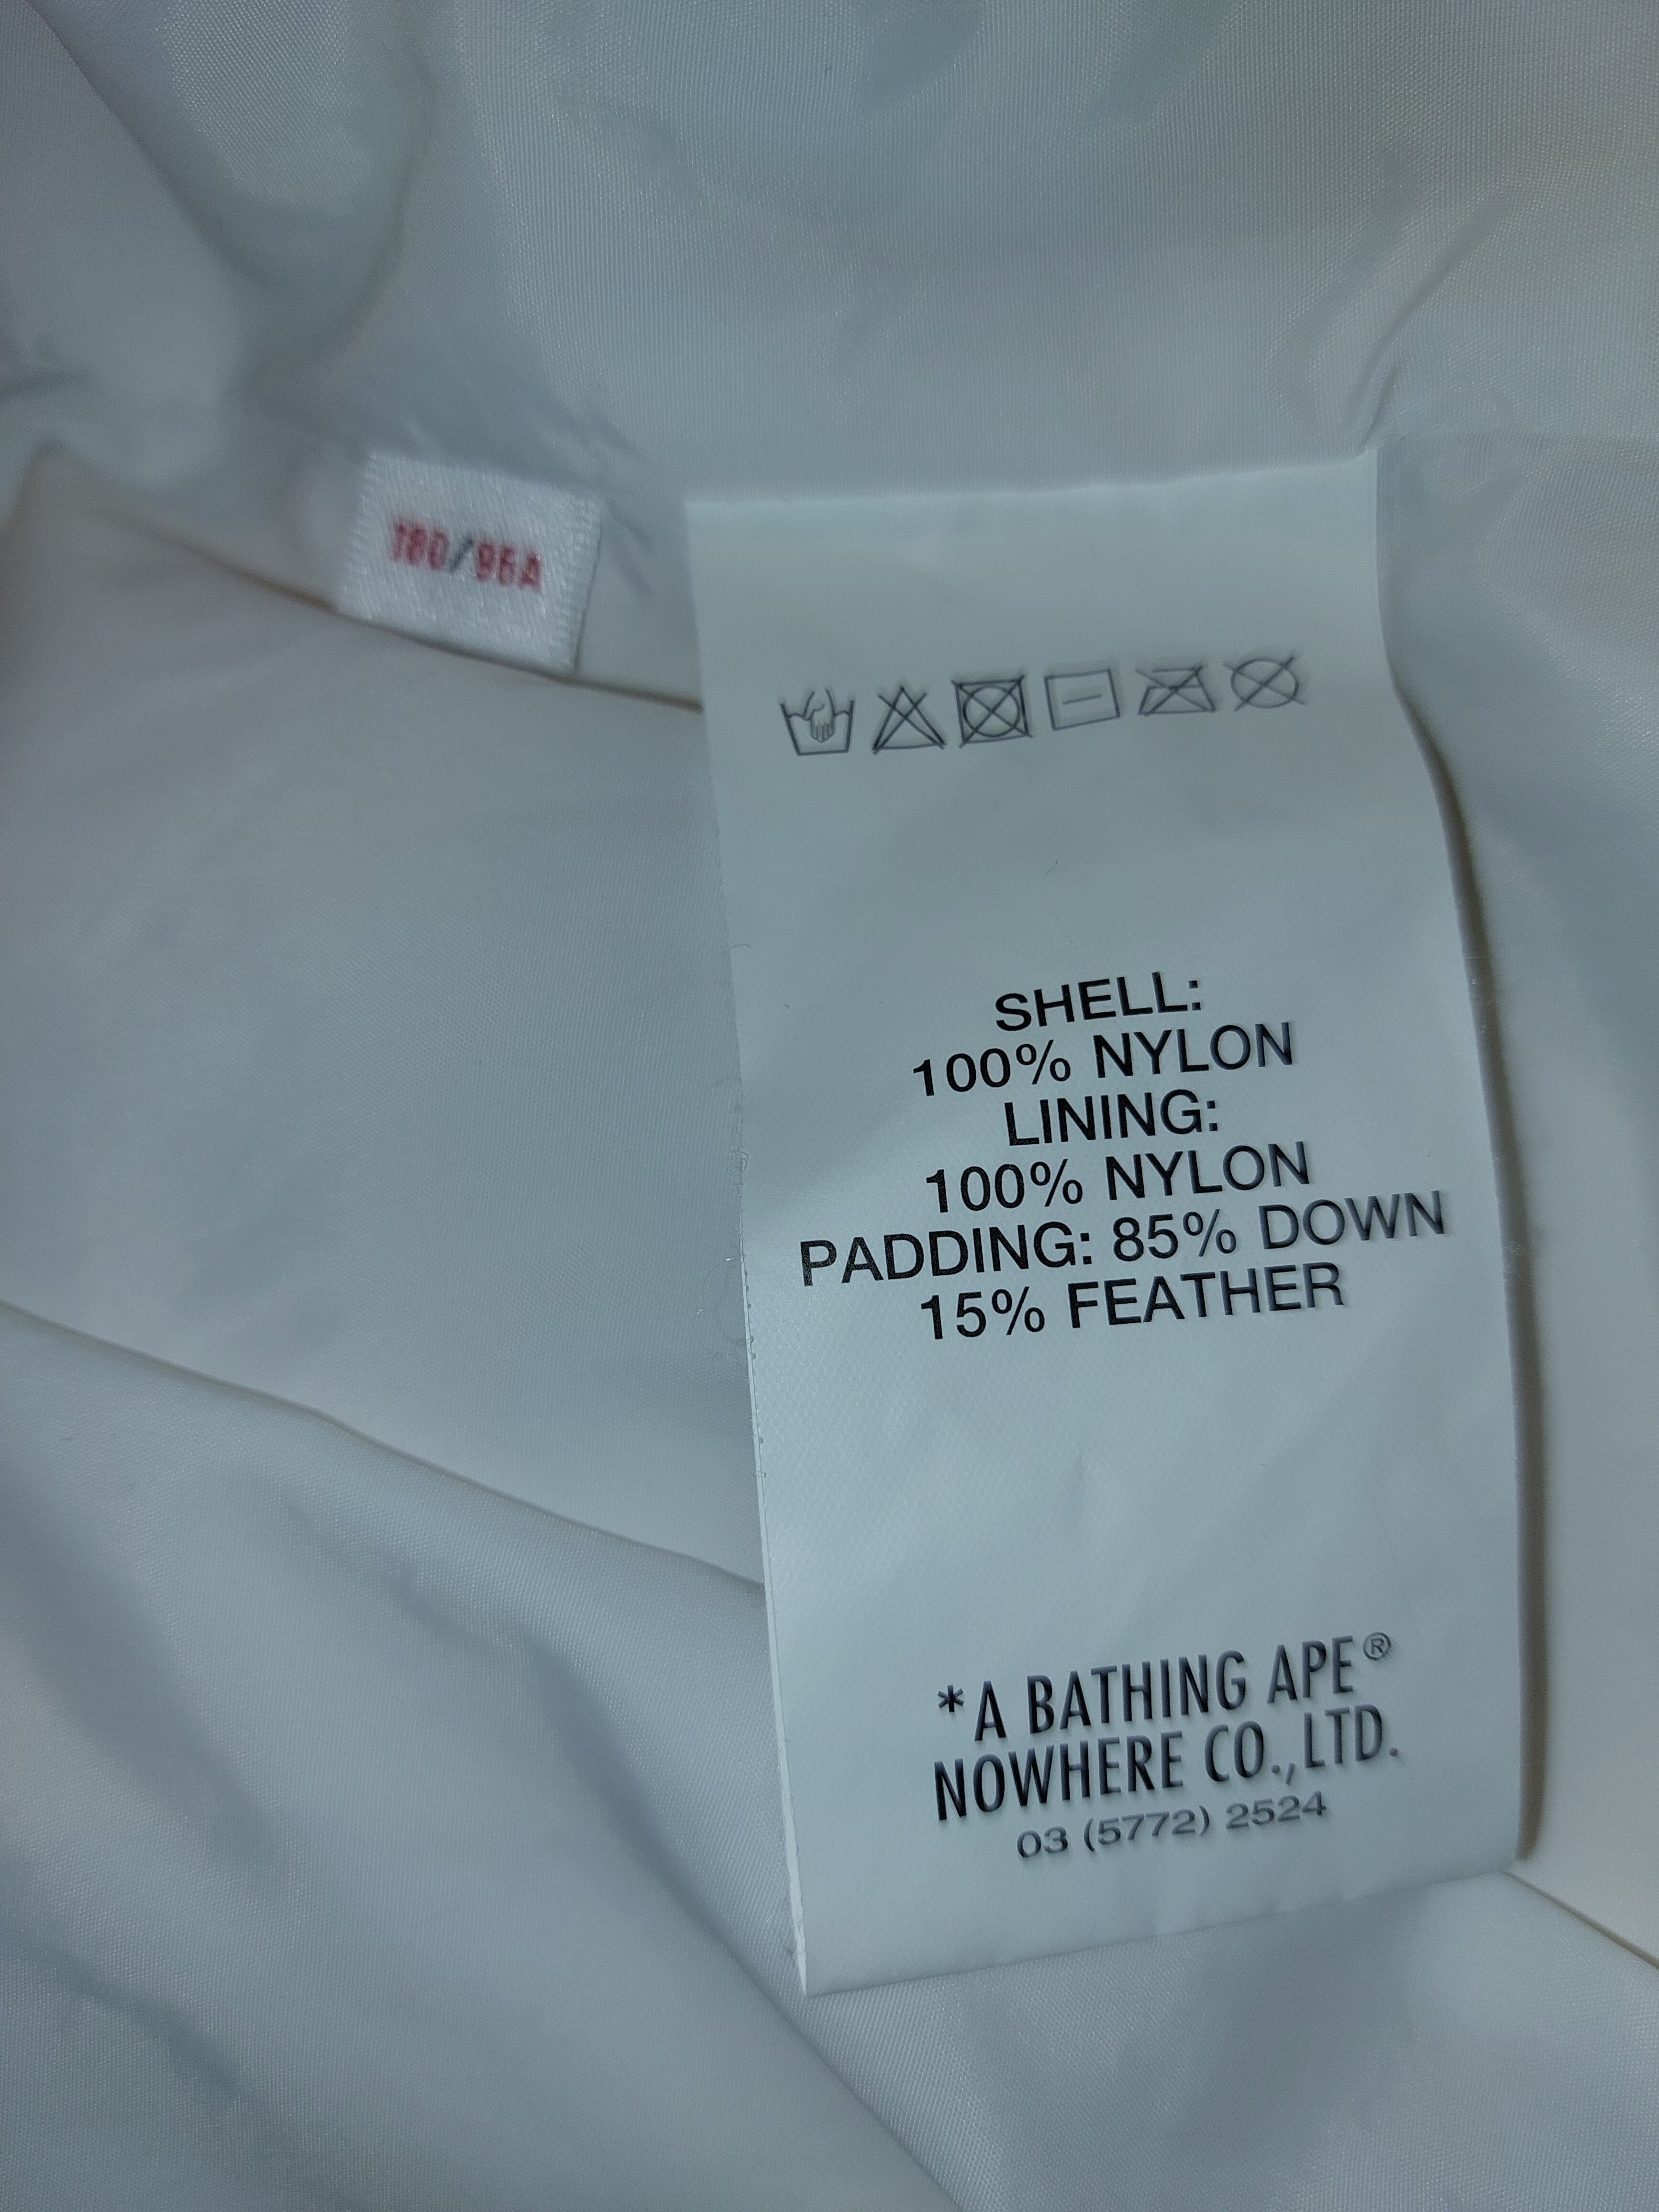 180/96A
SHELL:
100% NYLON
LINING:
100% NYLON
PADDING: 85% DOWN
15% FEATHER
*A BATHING APE®
NOWHERE CO.,LTD.
03 (5772) 2524